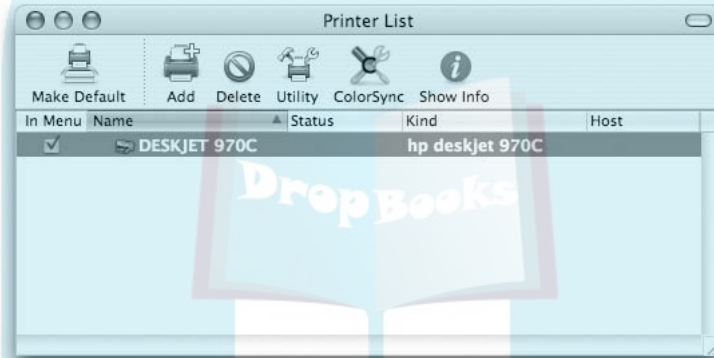 Printer List
Make Default Add Delete Utility ColorSync Show Info
In Menu Name Status Kind Host
DESKJET 970C hp deskjet 970C
DropBooks